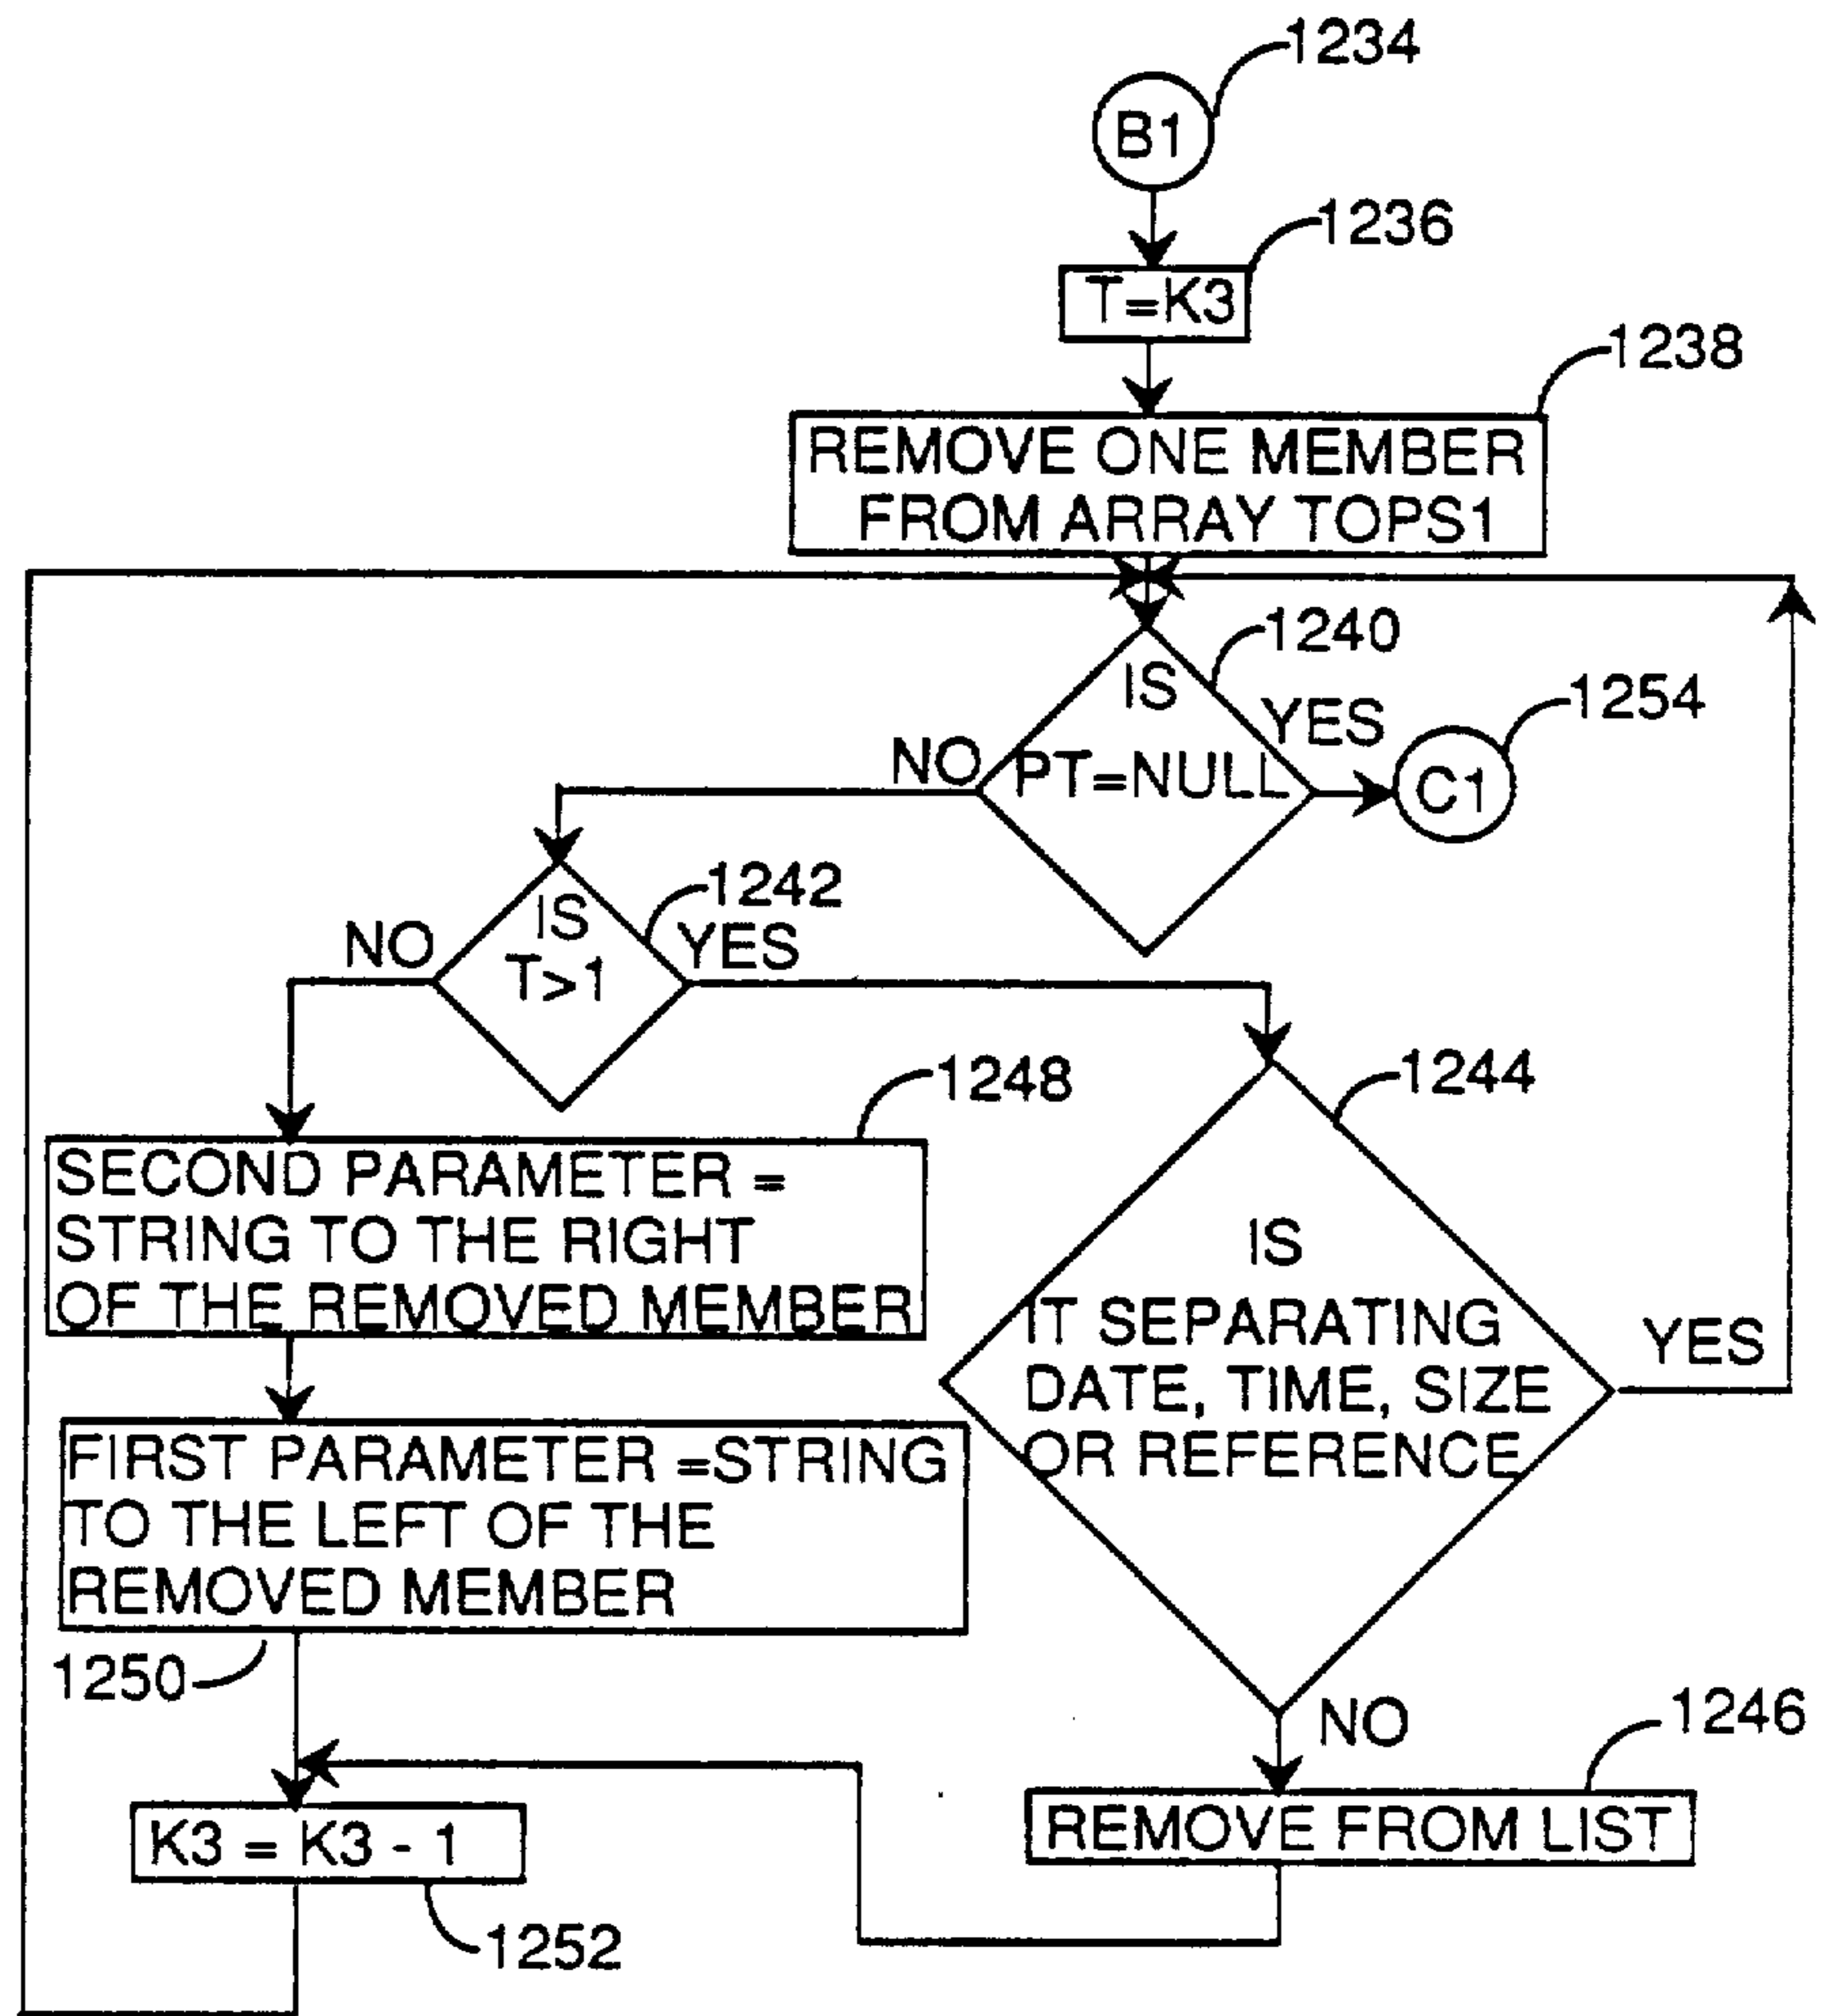 1234
B1
1236
T=K3
1238
REMOVE ONE MEMBER
FROM ARRAY TOPS1
1240
IS
PT=NULL
YES
NO
1254
C1
1242
IS
T>1
NO
YES
1248
SECOND PARAMETER =
STRING TO THE RIGHT
OF THE REMOVED MEMBER
1244
IS
IT SEPARATING
DATE, TIME, SIZE
OR REFERENCE
YES
NO
FIRST PARAMETER =STRING
TO THE LEFT OF THE
REMOVED MEMBER
1250
1246
REMOVE FROM LIST
K3 = K3 - 1
1252